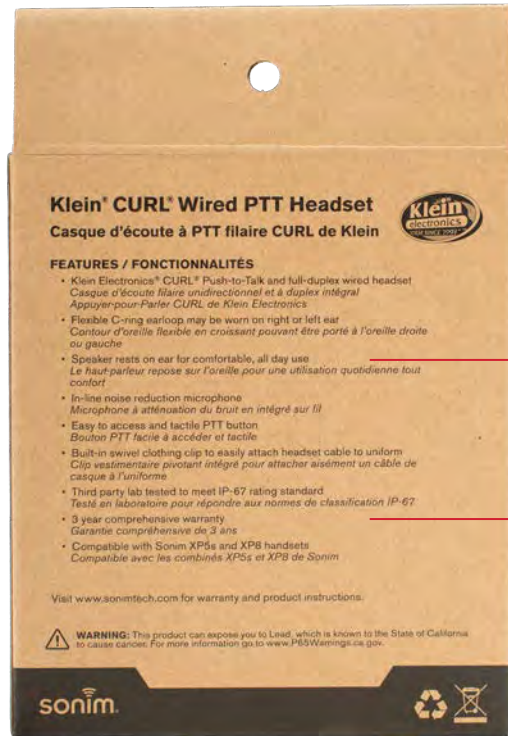 Klein® CURL® Wired PTT Headset
Casque d'écoute à PTT filaire CURL de Klein
Klein
electronics
FEATURES / FONCTIONNALITÉS
• Klein Electronics® CURL® Push-to-Talk and full-duplex wired headset
Casque d'écoute filaire unidirectionnel et à duplex intégral
Appuyer-pour-Parler CURL de Klein Electronics
• Flexible C-ring earloop may be worn on right or left ear
Contour d'oreille flexible en croissant pouvant être porté à l'oreille droite
ou gauche
• Speaker rests on ear for comfortable, all day use
Le haut-parleur repose sur l'oreille pour une utilisation quotidienne tout
confort
• In-line noise reduction microphone
Microphone à atténuation du bruit en intégré sur fil
• Easy to access and tactile PTT button
Bouton PTT facile à accéder et tactile
• Built-in swivel clothing clip to easily attach headset cable to uniform
Clip vestimentaire pivotant intégré pour attacher aisément un câble de
casque à l'uniforme
• Third party lab tested to meet IP-67 rating standard
Testé en laboratoire pour répondre aux normes de classification IP-67
• 3 year comprehensive warranty
Garantie compréhensive de 3 ans
• Compatible with Sonim XP5s and XP8 handsets
Compatible avec les combinés XP5s et XP8 de Sonim
Visit www.sonimtech.com for warranty and product instructions.
WARNING: This product can expose you to Lead, which is known to the State of California
to cause cancer. For more information go to www.P65Warnings.ca.gov.
sonim